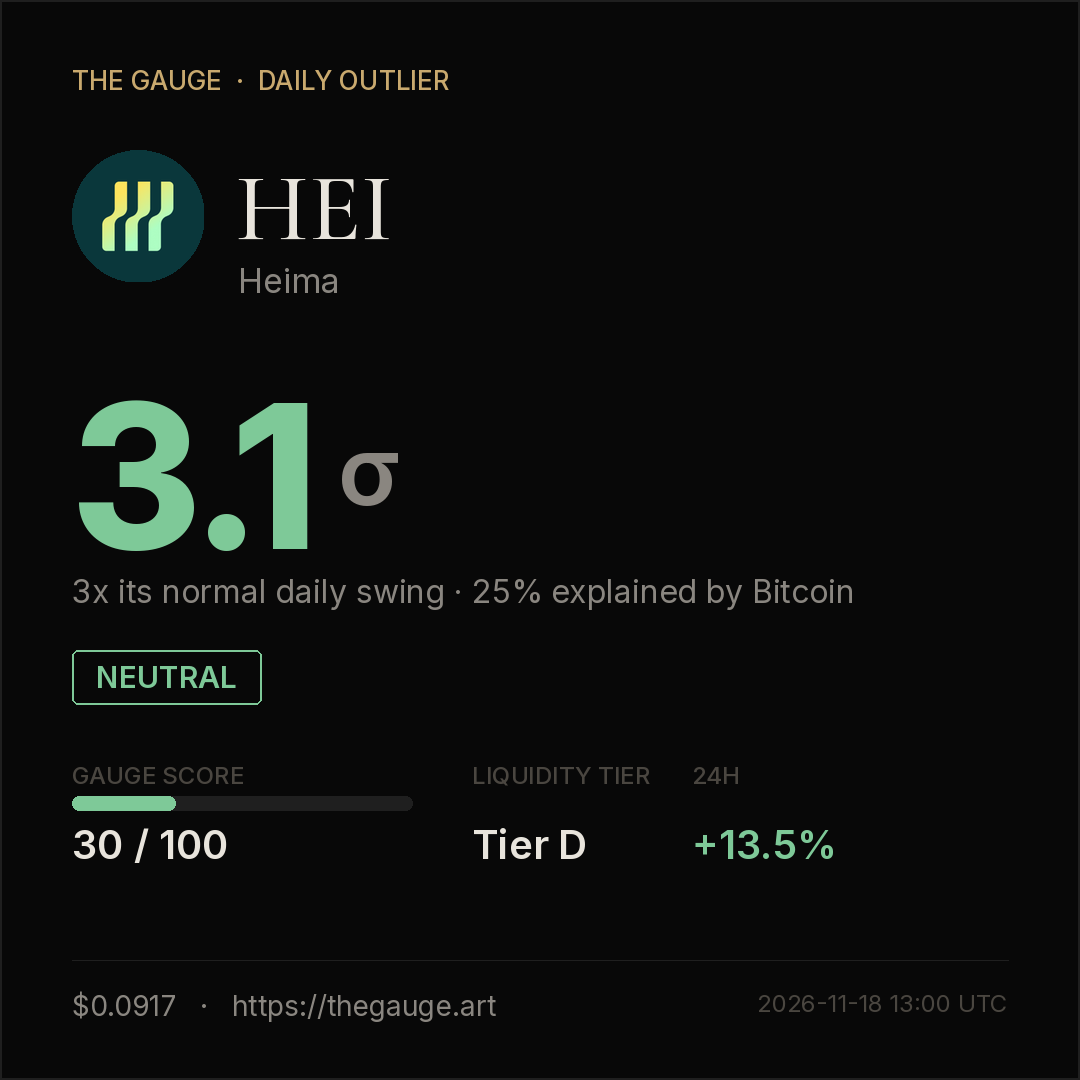 THE GAUGE · DAILY OUTLIER
HEI
Heima
3.1 σ
3x its normal daily swing · 25% explained by Bitcoin
NEUTRAL
GAUGE SCORE LIQUIDITY TIER 24H
30 / 100 Tier D +13.5%
$0.0917 · https://thegauge.art 2026-11-18 13:00 UTC